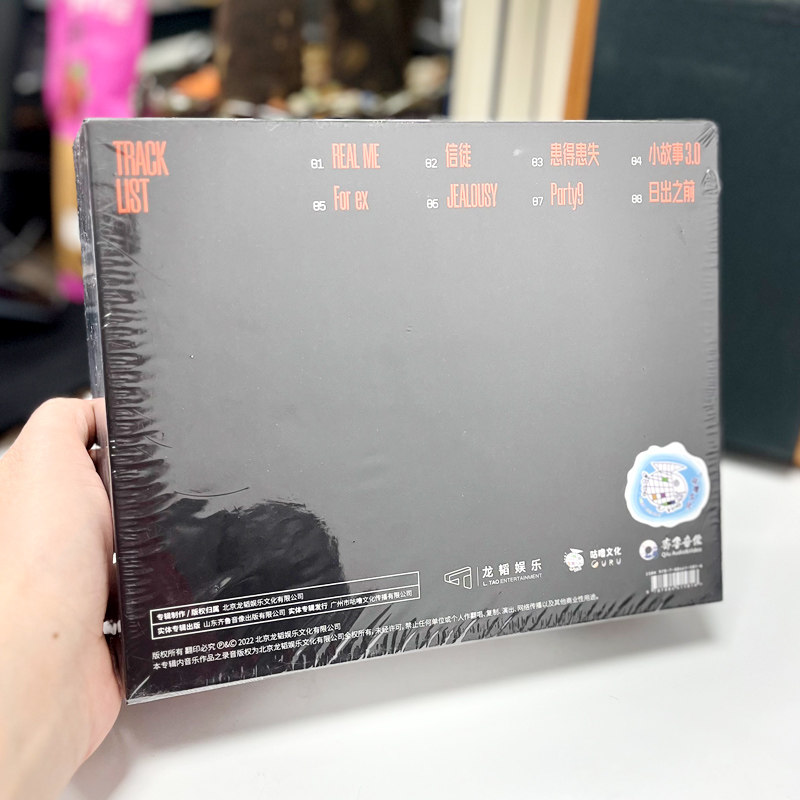 TRACK
LIST
01 REAL ME 02 信徒 03 患得患失 04 小故事3.0
05 For ex 06 JEALOUSY 07 Party9 08 日出之前
龙韬娱乐
L.TAO ENTERTAINMENT
咕噜文化
GURU
齐鲁音像
Qilu Audio&Video
专辑制作 / 版权归属 北京龙韬娱乐文化有限公司
实体专辑出版 山东齐鲁音像出版有限公司 实体专辑发行 广州市咕噜文化传播有限公司
版权所有 翻印必究 ℗&© 2022 北京龙韬娱乐文化有限公司
本专辑内音乐作品之录音版权为北京龙韬娱乐文化有限公司全权所有, 未经许可, 禁止任何单位或个人作翻唱、复制、演出、网络传播以及其他商业性用途。